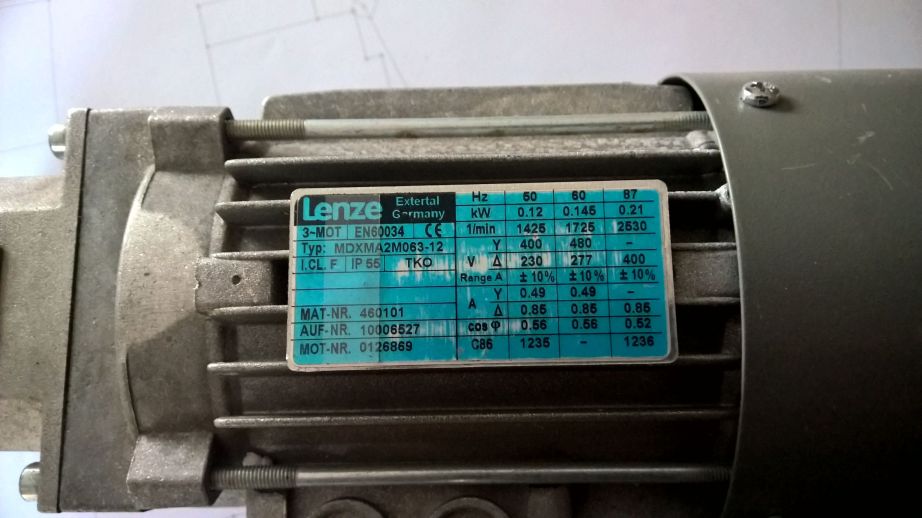 Lenze Extertal Germany Hz 50 60 87
kW 0.12 0.145 0.21
3~MOT EN60034 CE 1/min 1425 1725 2530
Typ: MDXMA2M063-12 Y 400 480 –
I.CL. F IP 55 TKO V Δ 230 277 400
Range A ±10% ±10% ±10%
A Y 0.49 0.49 –
MAT-NR. 460101 Δ 0.85 0.85 0.85
AUF-NR. 10006527 cos φ 0.56 0.56 0.52
MOT-NR. 0126869 C86 1235 – 1236